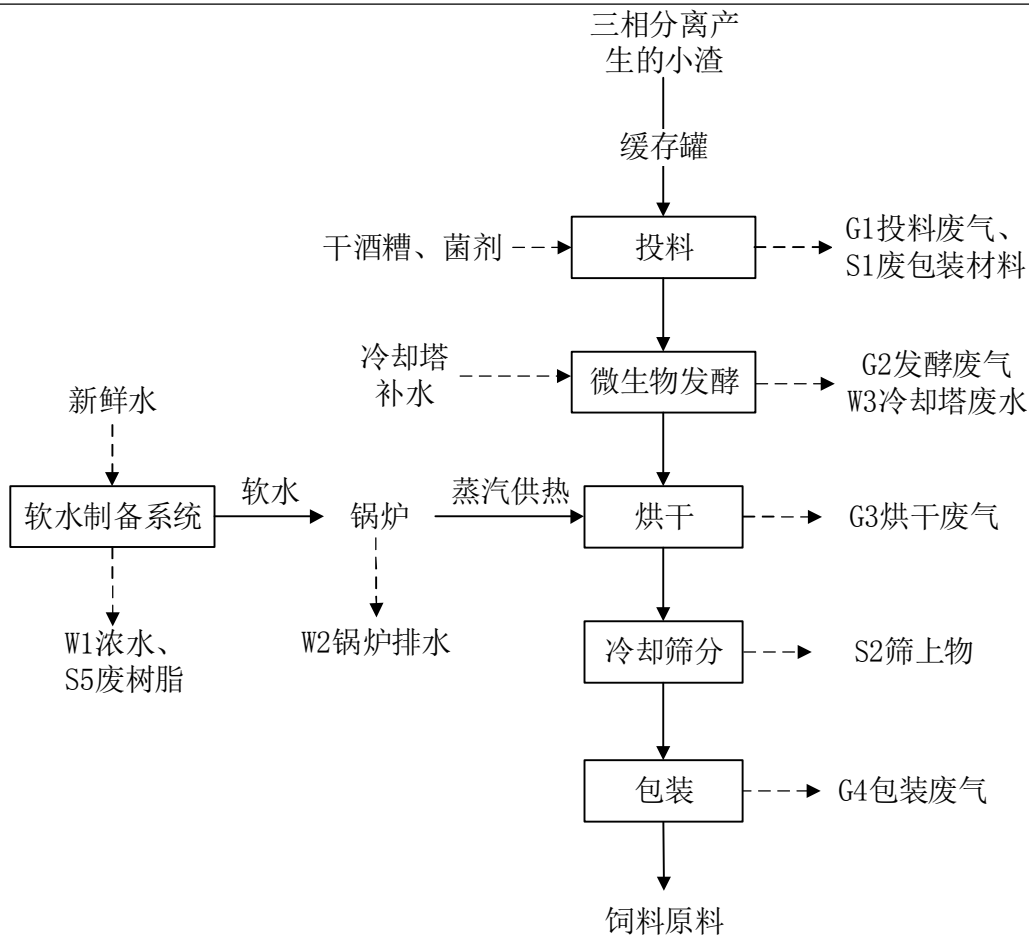 三相分离产
生的小渣
缓存罐
干酒糟、菌剂
投料
G1投料废气、
S1废包装材料
冷却塔
补水
微生物发酵
G2发酵废气
W3冷却塔废水
新鲜水
软水制备系统
软水
锅炉
蒸汽供热
烘干
G3烘干废气
W1浓水、
S5废树脂
W2锅炉排水
冷却筛分
S2筛上物
包装
G4包装废气
饲料原料